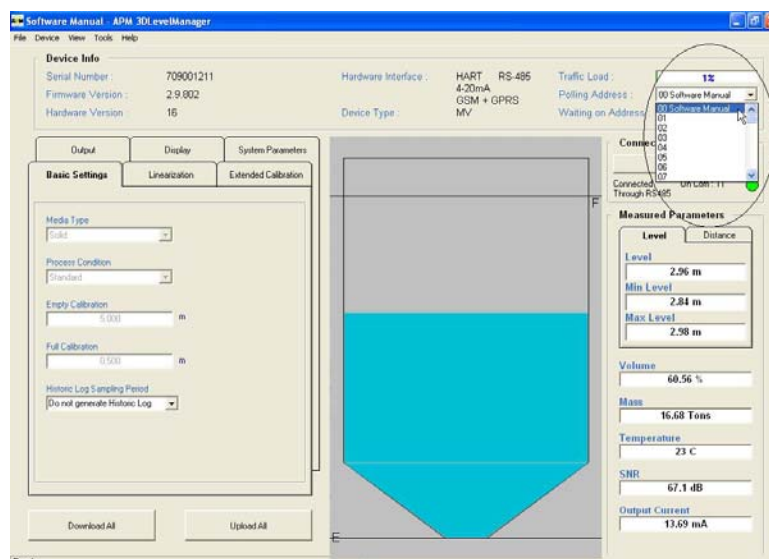 Software Manual - APM 3DLevelManager
File Device View Tools Help
Device Info
Serial Number : 709001211
Firmware Version : 2.9.802
Hardware Version : 16
Hardware Interface : HART RS-485
4-20mA
GSM + GPRS
Device Type : MV
Traffic Load : 1%
Polling Address : 00 Software Manual
Waiting on Address
00 Software Manual
01
02
03
04
05
06
07
Output Display System Parameters
Basic Settings Linearization Extended Calibration
Media Type
Solid
Process Condition
Standard
Empty Calibration
5.000 m
Full Calibration
0.500 m
Historic Log Sampling Period
Do not generate Historic Log
Download All Upload All
F
E
Connec
Connected On Com : 11
Through RS485
Measured Parameters
Level Distance
Level
2.96 m
Min Level
2.84 m
Max Level
2.98 m
Volume
60.56 %
Mass
16.68 Tons
Temperature
23 C
SNR
67.1 dB
Output Current
13.69 mA